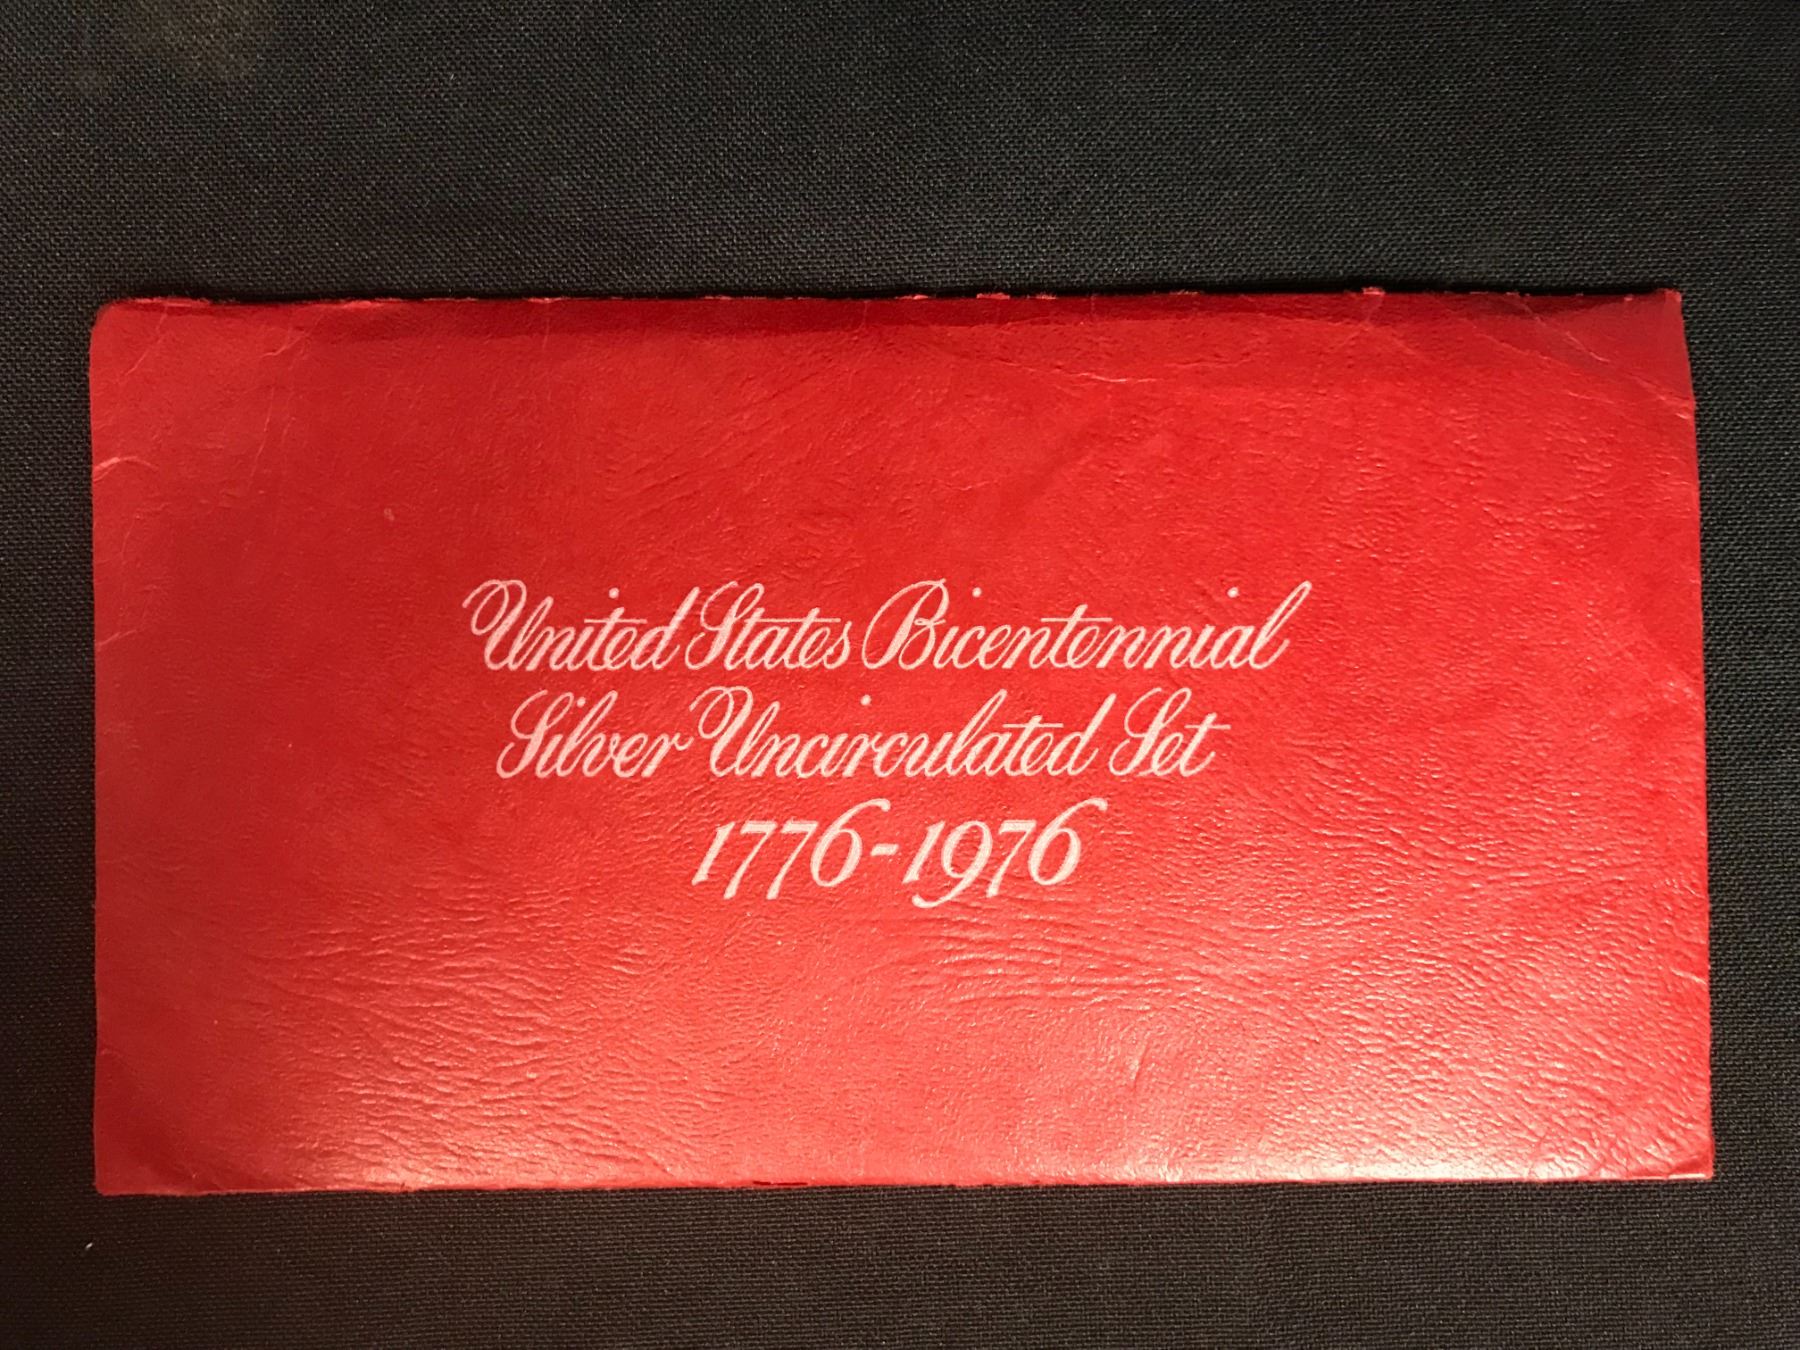 United States Bicentennial
Silver Uncirculated Set
1776-1976